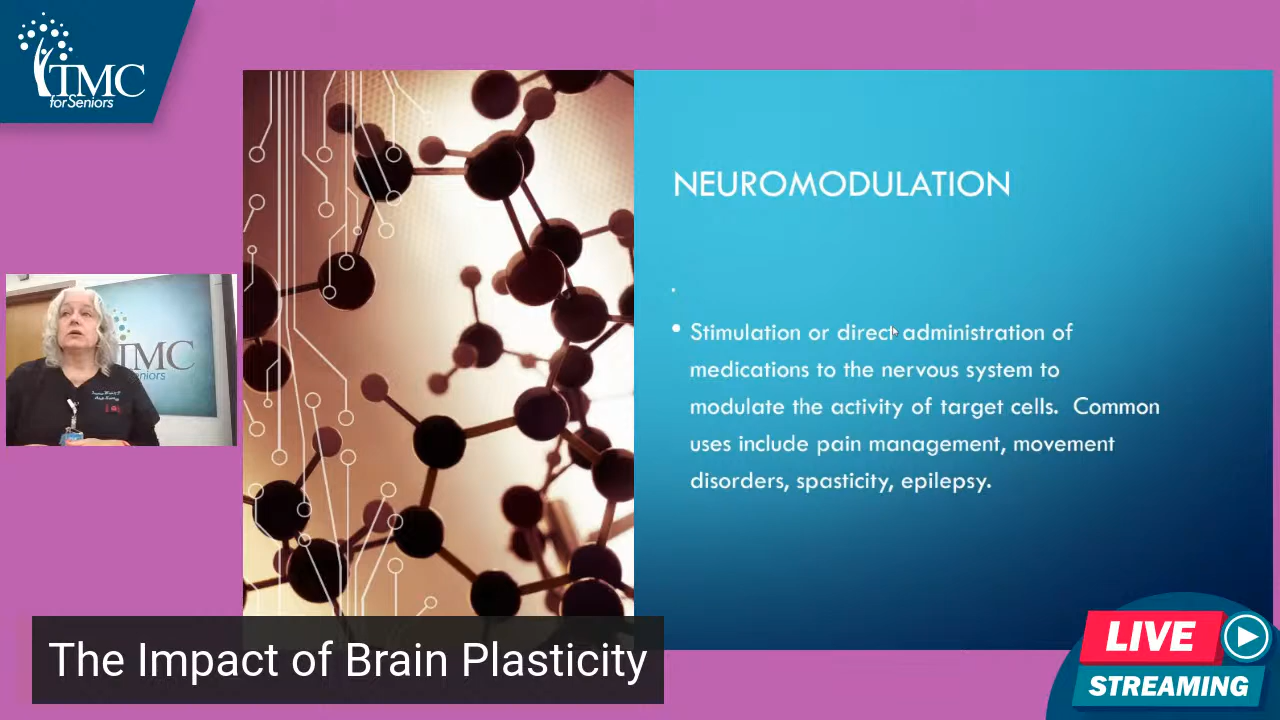 TMC
for Seniors
NEUROMODULATION
• Stimulation or direct administration of
medications to the nervous system to
modulate the activity of target cells.  Common
uses include pain management, movement
disorders, spasticity, epilepsy.
TMC
The Impact of Brain Plasticity
LIVE
STREAMING